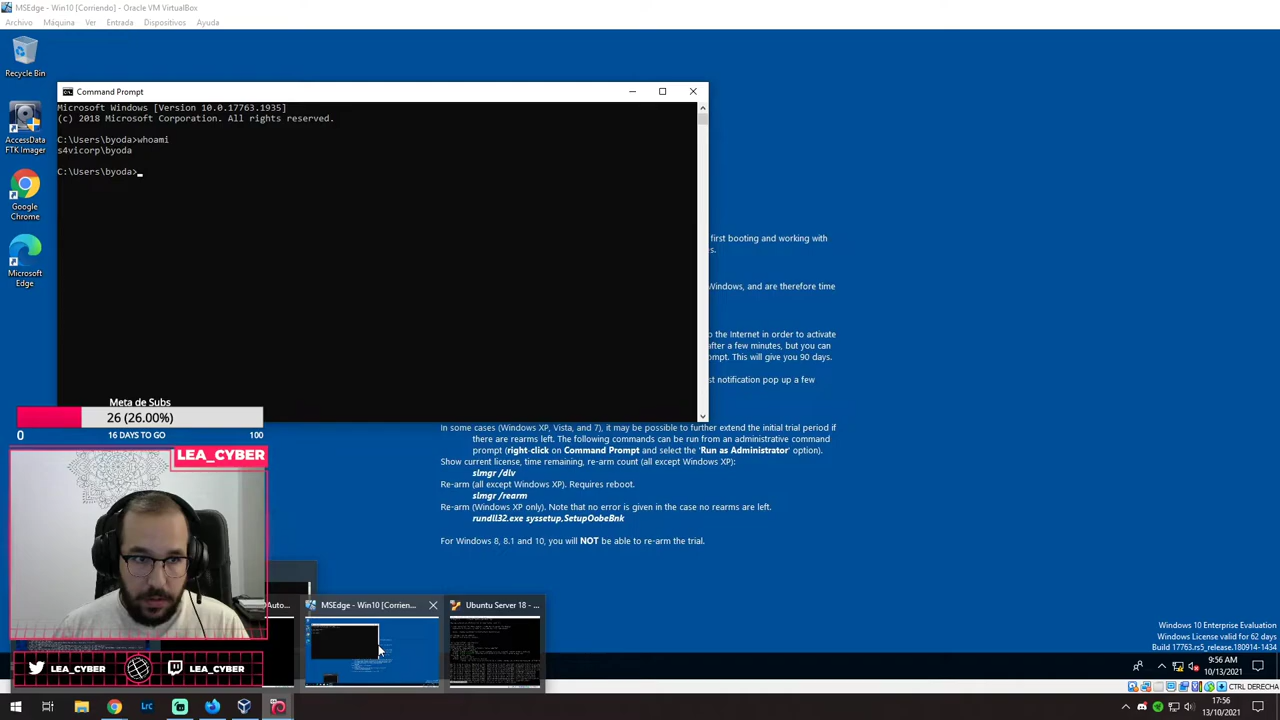 MSEdge - Win10 [Corriendo] - Oracle VM VirtualBox
Archivo Máquina Ver Entrada Dispositivos Ayuda
Recycle Bin
AccessData
FTK Imager
Google
Chrome
Microsoft
Edge
Command Prompt
Microsoft Windows [Version 10.0.17763.1935]
(c) 2018 Microsoft Corporation. All rights reserved.
C:\Users\byoda>whoami
s4vicorp\byoda
C:\Users\byoda>
first booting and working with
s.
Windows, and are therefore time
the Internet in order to activate
after a few minutes, but you can
ompt. This will give you 90 days.
st notification pop up a few
In some cases (Windows XP, Vista, and 7), it may be possible to further extend the initial trial period if
there are rearms left. The following commands can be run from an administrative command
prompt (right-click on Command Prompt and select the 'Run as Administrator' option).
Show current license, time remaining, re-arm count (all except Windows XP):
slmgr /dlv
Re-arm (all except Windows XP). Requires reboot.
slmgr /rearm
Re-arm (Windows XP only). Note that no error is given in the case no rearms are left.
rundll32.exe syssetup,SetupOobeBnk
For Windows 8, 8.1 and 10, you will NOT be able to re-arm the trial.
Meta de Subs
26 (26.00%)
0 16 DAYS TO GO 100
LEA_CYBER
Auto...
MSEdge - Win10 [Corrien...
Ubuntu Server 18 - ...
LEA_CYBER LEA_CYBER
Windows 10 Enterprise Evaluation
Windows License valid for 62 days
Build 17763.rs5_release.180914-1434
9:56 AM
10/13/2021
CTRL DERECHA
Lrc
17:56
13/10/2021